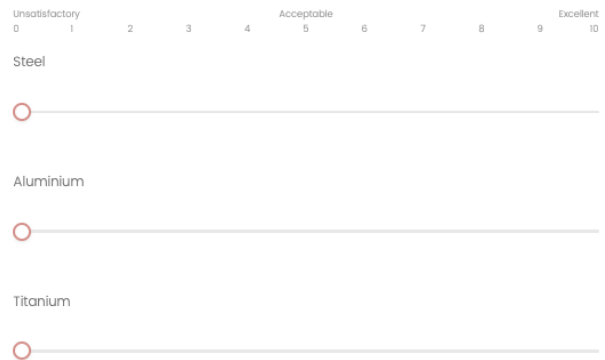 Unsatisfactory Acceptable Excellent
0 1 2 3 4 5 6 7 8 9 10
Steel
Aluminium
Titanium